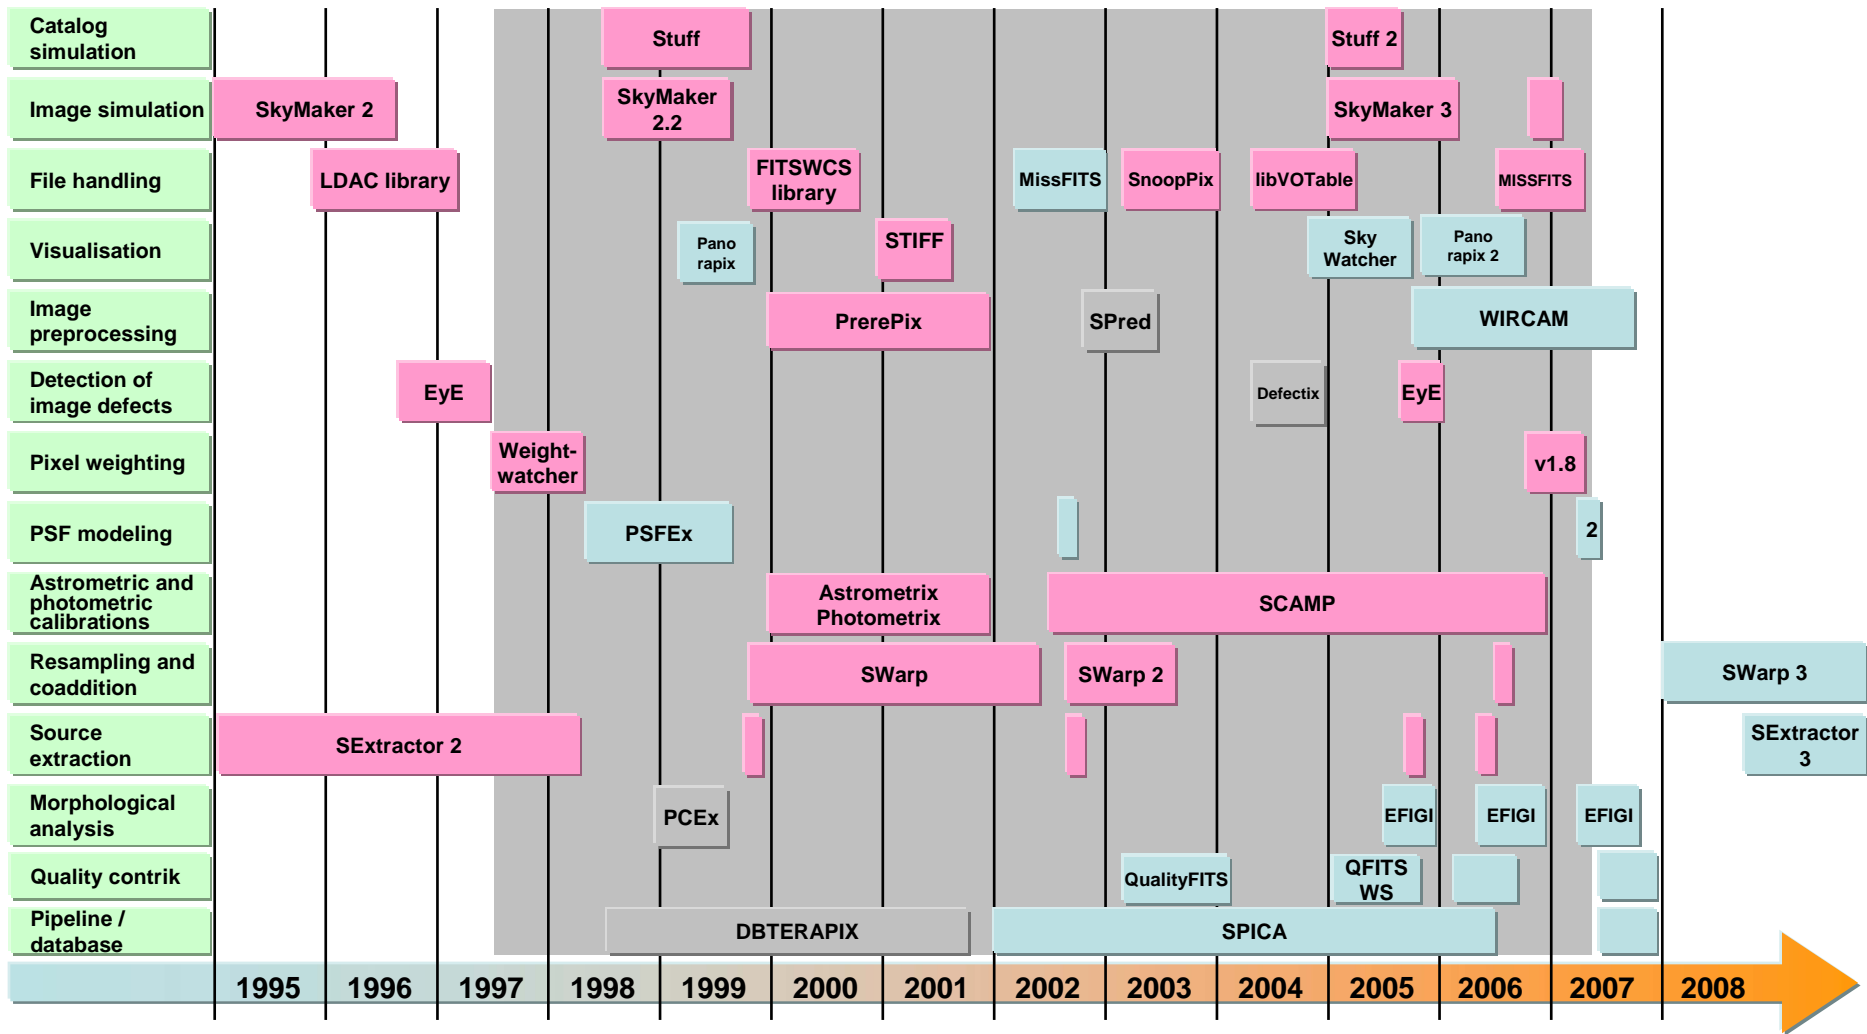 Catalog
simulation
Stuff
Stuff 2
Image simulation
SkyMaker 2
SkyMaker
2.2
SkyMaker 3
File handling
LDAC library
FITSWCS
library
MissFITS
SnoopPix
libVOTable
MISSFITS
Visualisation
Pano
rapix
STIFF
Sky
Watcher
Pano
rapix 2
Image
preprocessing
PrerePix
SPred
WIRCAM
Detection of
image defects
EyE
Defectix
EyE
Pixel weighting
Weight-
watcher
v1.8
PSF modeling
PSFEx
2
Astrometric and
photometric
calibrations
Astrometrix
Photometrix
SCAMP
Resampling and
coaddition
SWarp
SWarp 2
SWarp 3
Source
extraction
SExtractor 2
SExtractor
3
Morphological
analysis
PCEx
EFIGI
EFIGI
EFIGI
Quality contrik
QualityFITS
QFITS
WS
Pipeline /
database
DBTERAPIX
SPICA
1995 1996 1997 1998 1999 2000 2001 2002 2003 2004 2005 2006 2007 2008